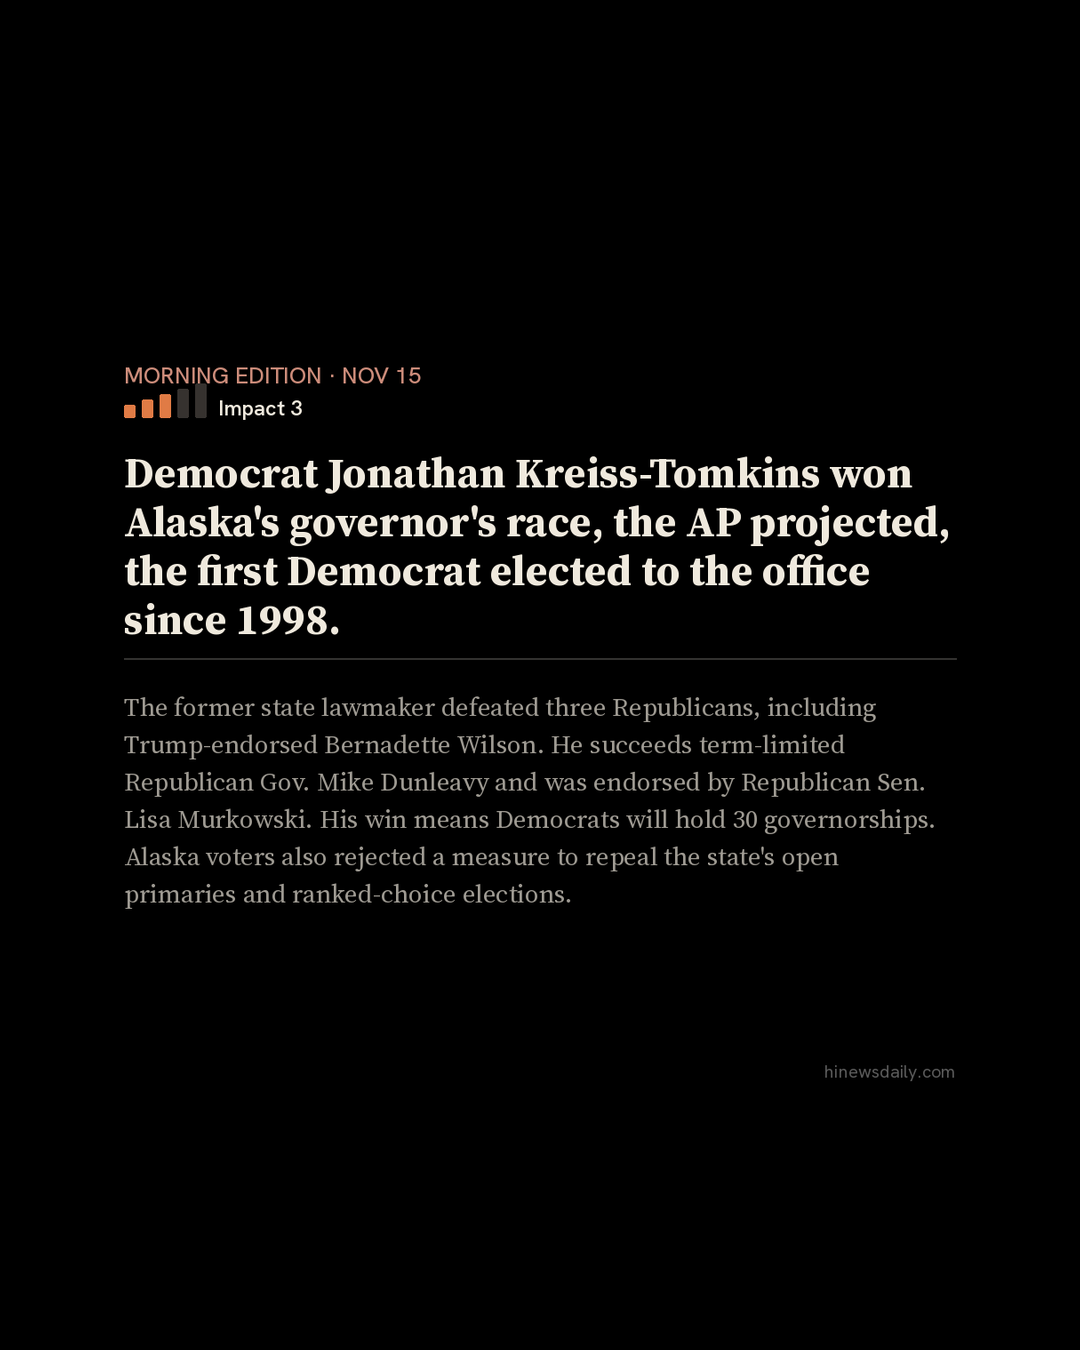 MORNING EDITION · NOV 15
Impact 3
Democrat Jonathan Kreiss-Tomkins won
Alaska's governor's race, the AP projected,
the first Democrat elected to the office
since 1998.
The former state lawmaker defeated three Republicans, including
Trump-endorsed Bernadette Wilson. He succeeds term-limited
Republican Gov. Mike Dunleavy and was endorsed by Republican Sen.
Lisa Murkowski. His win means Democrats will hold 30 governorships.
Alaska voters also rejected a measure to repeal the state's open
primaries and ranked-choice elections.
hinewsdaily.com